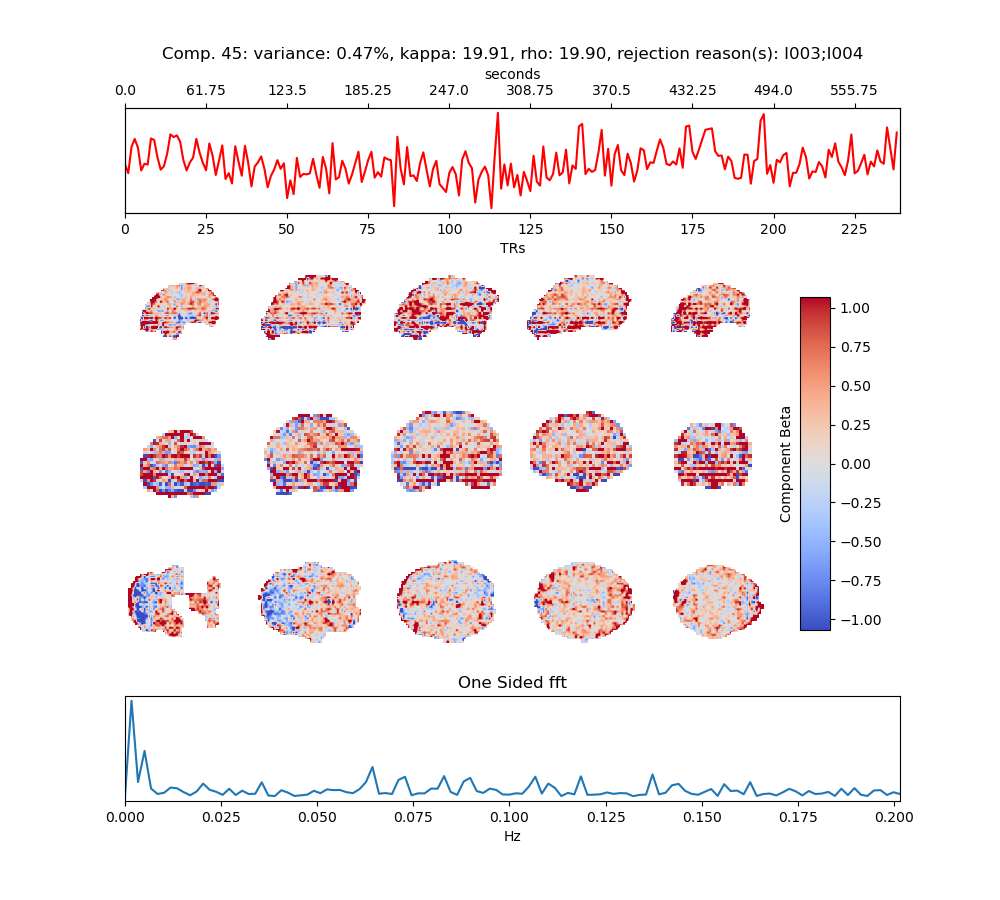 Comp. 45: variance: 0.47%, kappa: 19.91, rho: 19.90, rejection reason(s): I003;I004
seconds
0.0 61.75 123.5 185.25 247.0 308.75 370.5 432.25 494.0 555.75
0 25 50 75 100 125 150 175 200 225
TRs
1.00
0.75
0.50
0.25
0.00
−0.25
−0.50
−0.75
−1.00
Component Beta
One Sided fft
0.000 0.025 0.050 0.075 0.100 0.125 0.150 0.175 0.200
Hz